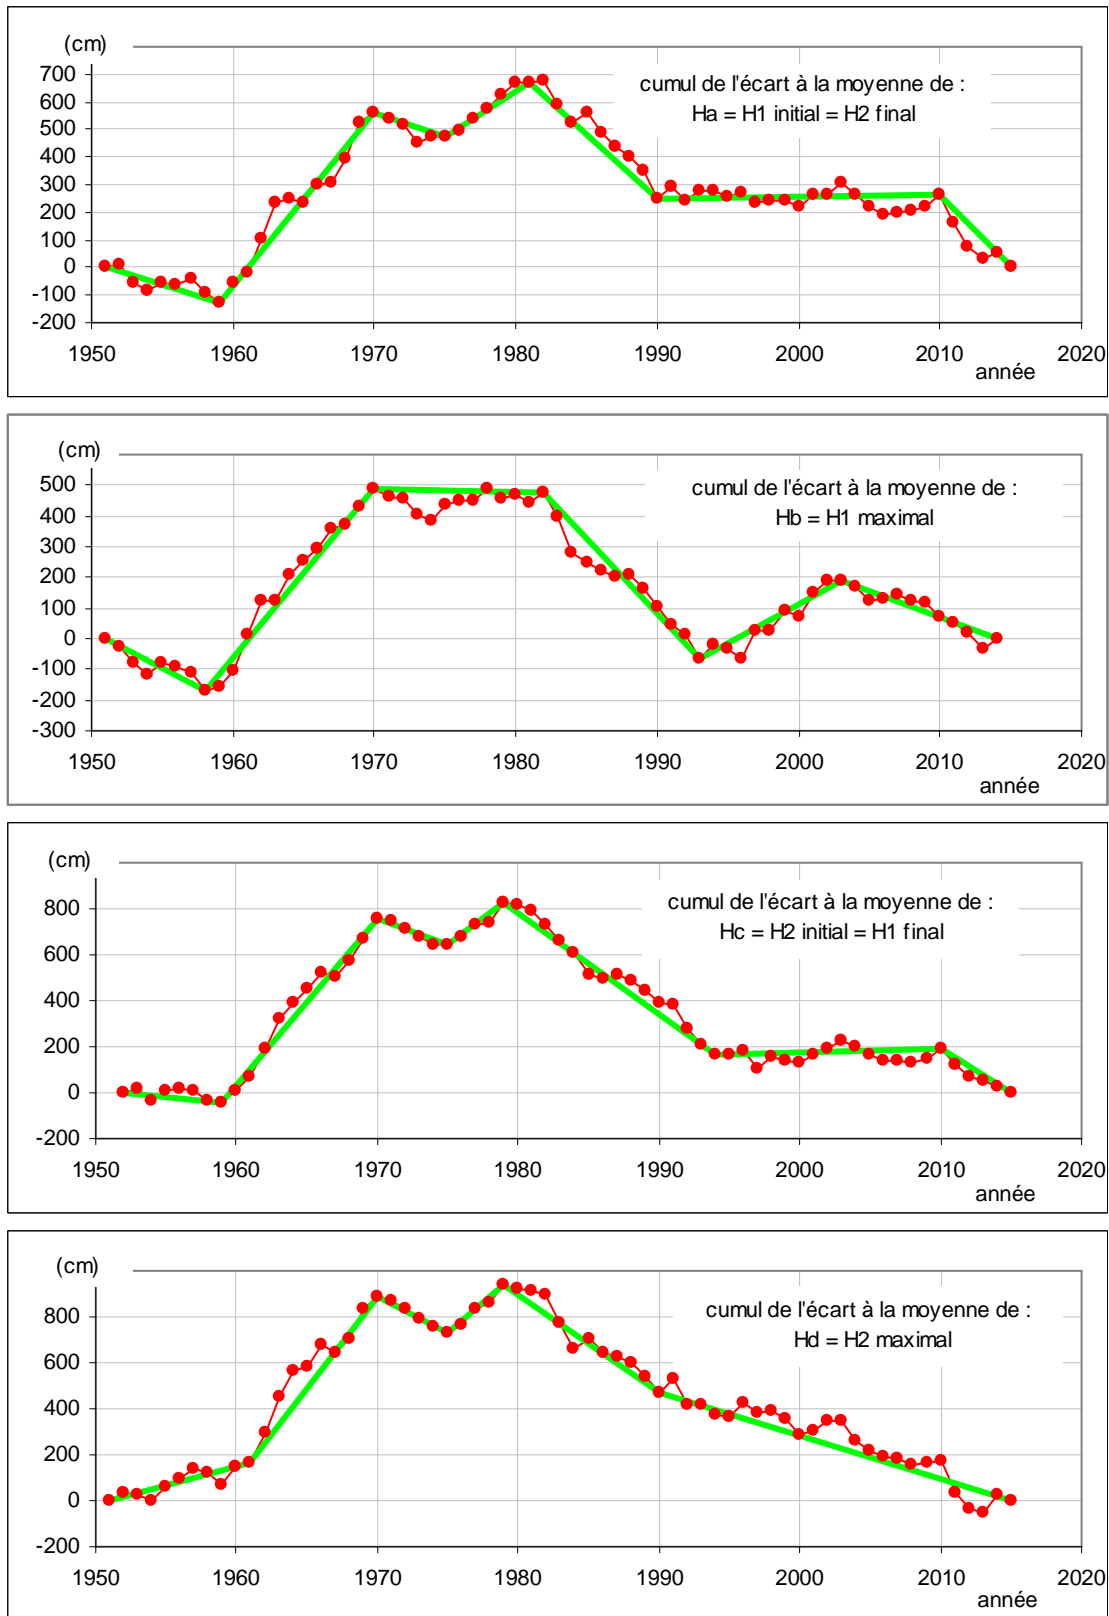 (cm)
cumul de l'écart à la moyenne de :
Ha = H1 initial = H2 final
700
600
500
400
300
200
100
0
-100
-200
1950 1960 1970 1980 1990 2000 2010 2020
année
(cm)
cumul de l'écart à la moyenne de :
Hb = H1 maximal
500
400
300
200
100
0
-100
-200
-300
1950 1960 1970 1980 1990 2000 2010 2020
année
(cm)
cumul de l'écart à la moyenne de :
Hc = H2 initial = H1 final
800
600
400
200
0
-200
1950 1960 1970 1980 1990 2000 2010 2020
année
(cm)
cumul de l'écart à la moyenne de :
Hd = H2 maximal
800
600
400
200
0
-200
1950 1960 1970 1980 1990 2000 2010 2020
année